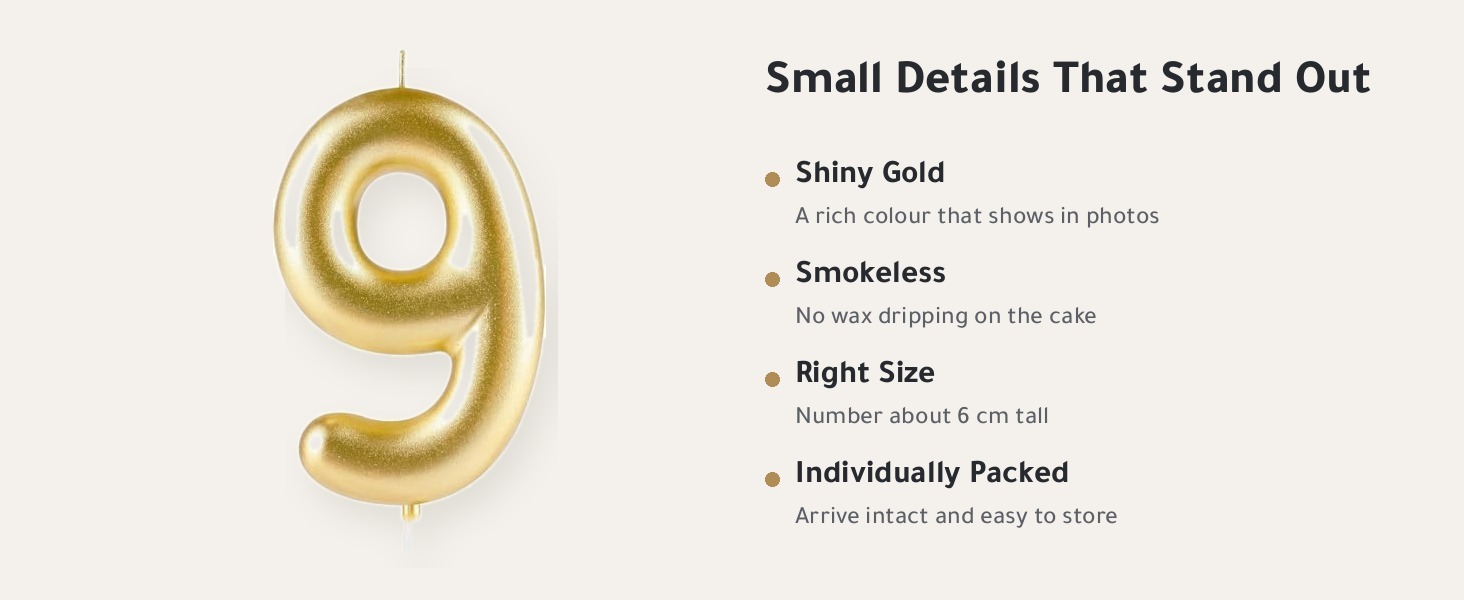 Small Details That Stand Out
Shiny Gold
A rich colour that shows in photos
Smokeless
No wax dripping on the cake
Right Size
Number about 6 cm tall
Individually Packed
Arrive intact and easy to store